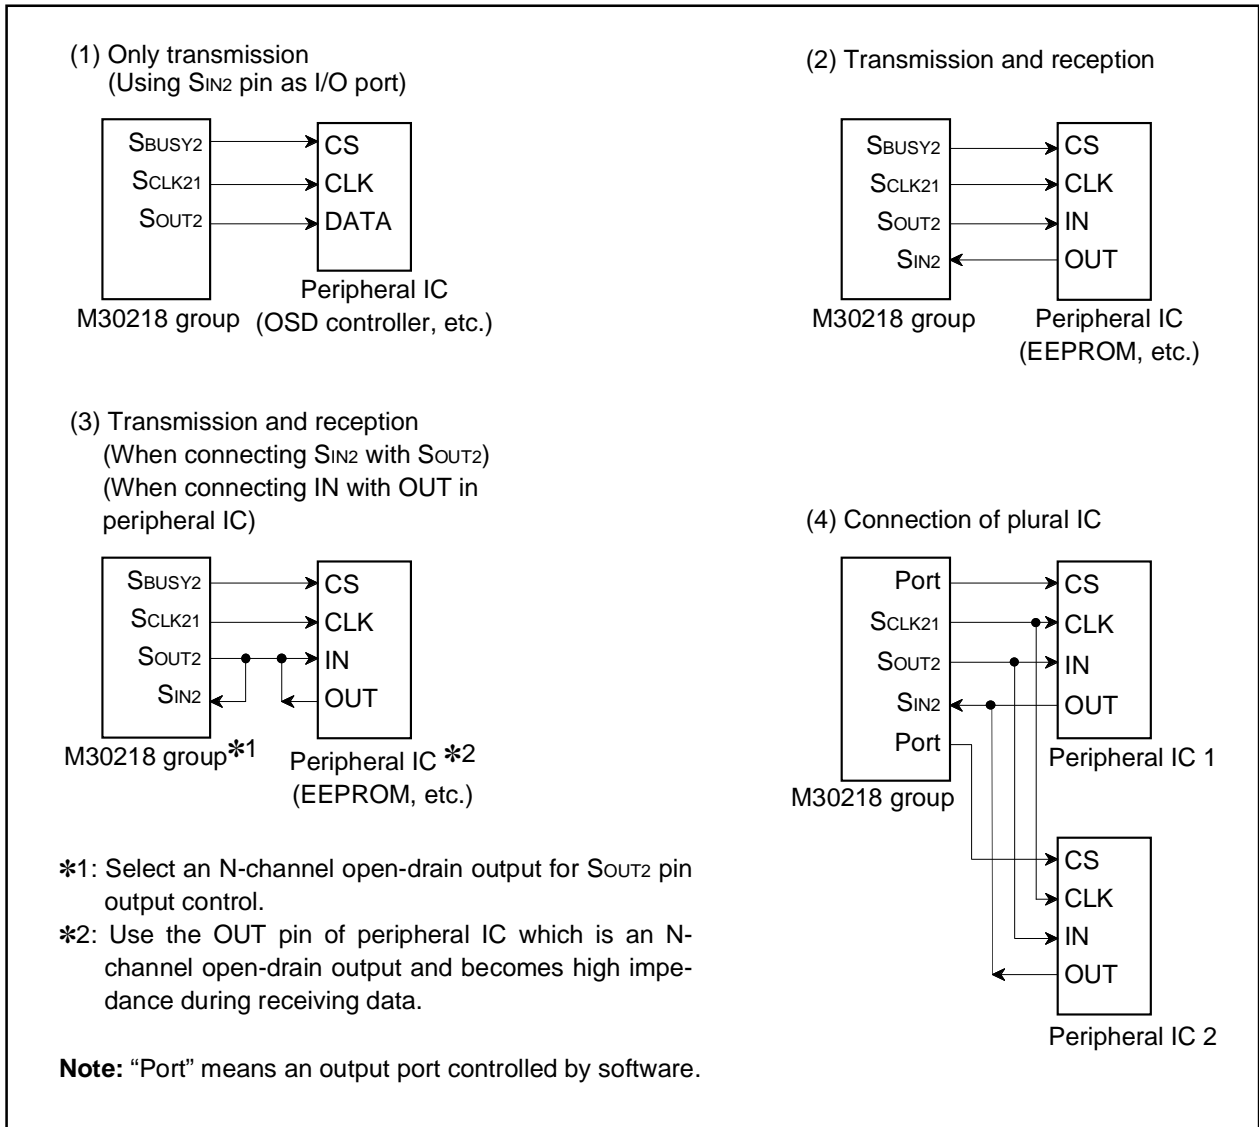 (1) Only transmission
(Using SIN2 pin as I/O port)
SBUSY2
SCLK21
SOUT2
CS
CLK
DATA
M30218 group
Peripheral IC
(OSD controller, etc.)
(2) Transmission and reception
SBUSY2
SCLK21
SOUT2
SIN2
CS
CLK
IN
OUT
M30218 group
Peripheral IC
(EEPROM, etc.)
(3) Transmission and reception
(When connecting SIN2 with SOUT2)
(When connecting IN with OUT in
peripheral IC)
SBUSY2
SCLK21
SOUT2
SIN2
CS
CLK
IN
OUT
M30218 group✽1
Peripheral IC ✽2
(EEPROM, etc.)
(4) Connection of plural IC
Port
SCLK21
SOUT2
SIN2
Port
CS
CLK
IN
OUT
Peripheral IC 1
M30218 group
CS
CLK
IN
OUT
Peripheral IC 2
✽1: Select an N-channel open-drain output for SOUT2 pin
output control.
✽2: Use the OUT pin of peripheral IC which is an N-
channel open-drain output and becomes high impe-
dance during receiving data.
Note: “Port” means an output port controlled by software.